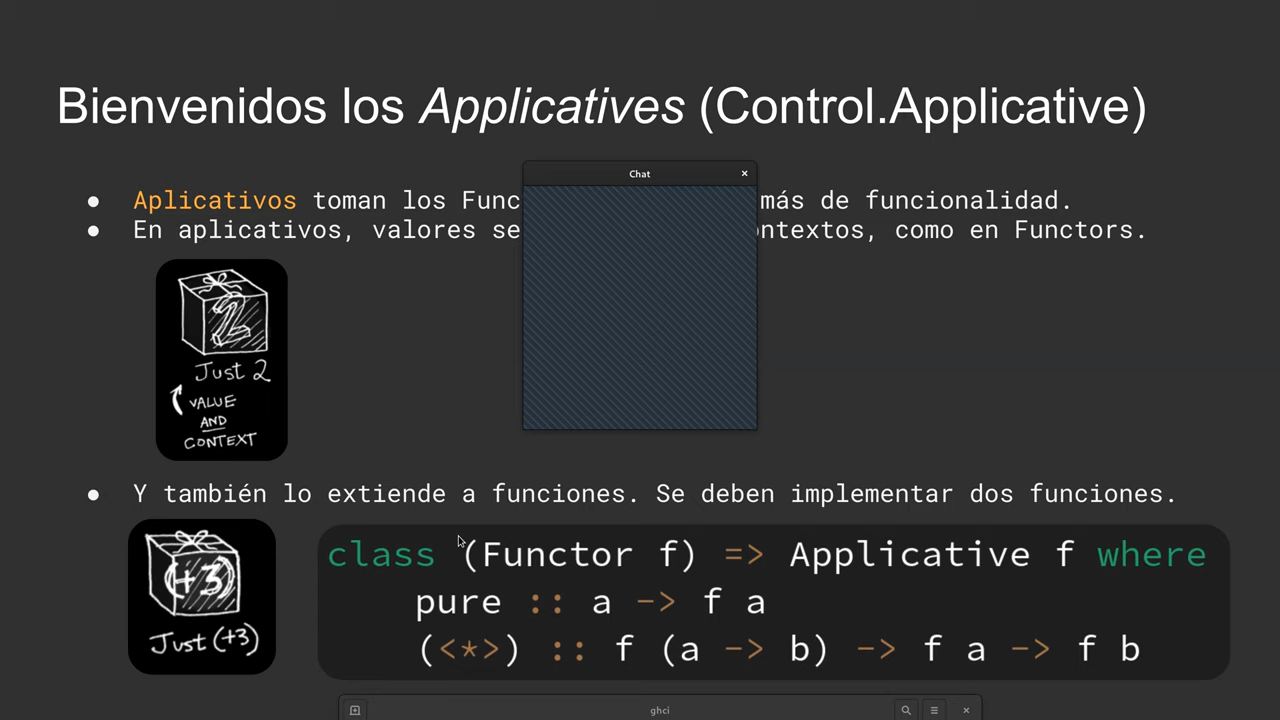 Bienvenidos los Applicatives (Control.Applicative)
Chat ×
● Aplicativos toman los Func más de funcionalidad.
● En aplicativos, valores se ntextos, como en Functors.
2
Just 2
VALUE
AND
CONTEXT
● Y también lo extiende a funciones. Se deben implementar dos funciones.
(+3)
Just (+3)
class (Functor f) => Applicative f where
pure :: a -> f a
(<*>) :: f (a -> b) -> f a -> f b
ghci ×